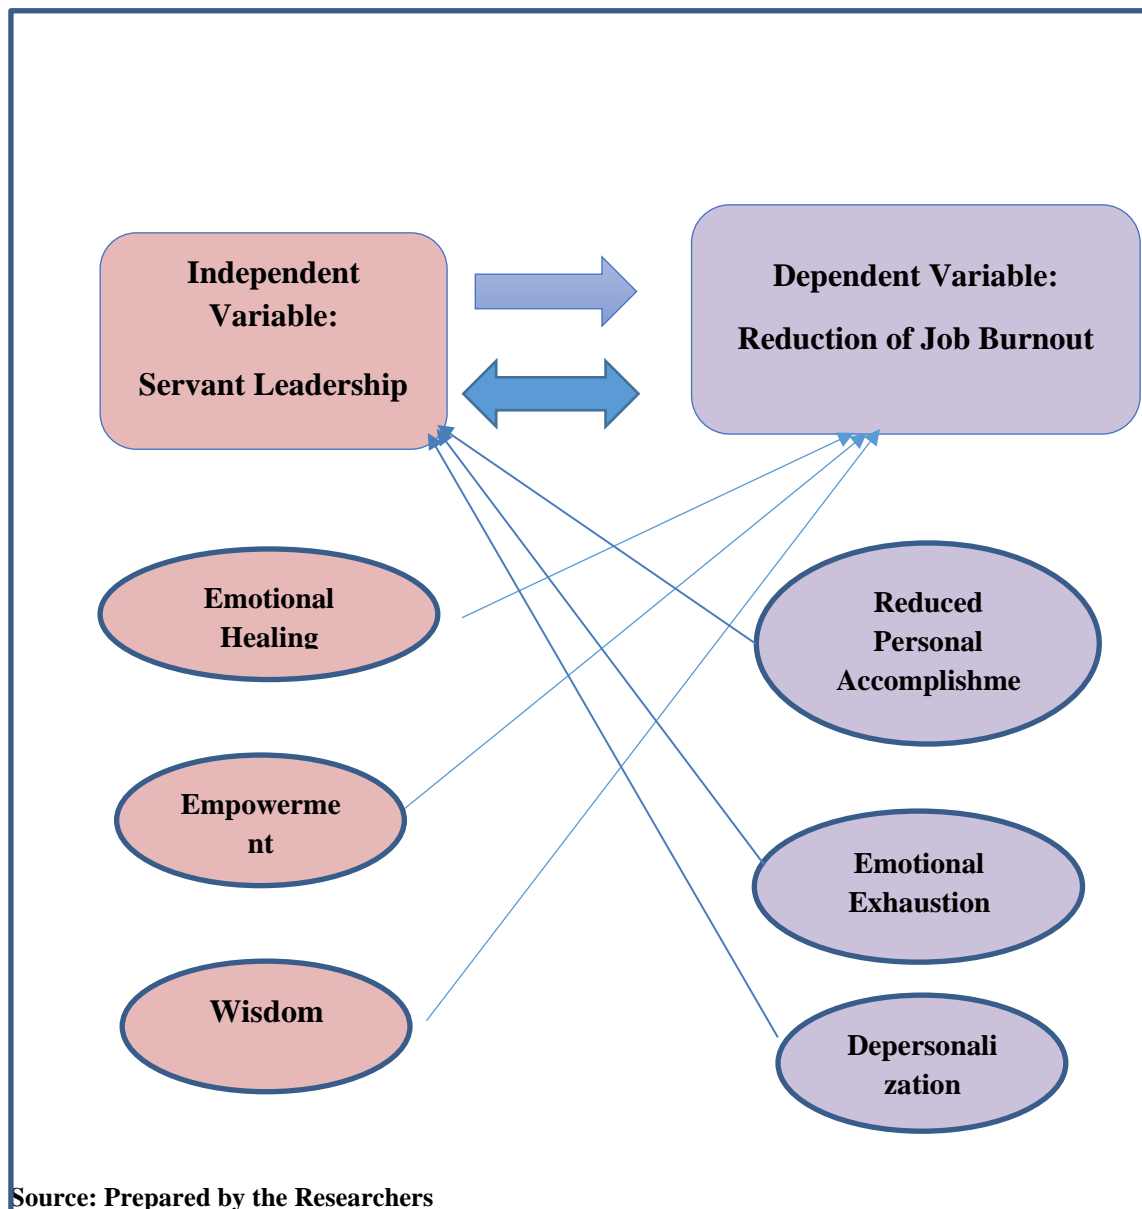 Independent
Variable:
Servant Leadership
Dependent Variable:
Reduction of Job Burnout
Emotional
Healing
Reduced
Personal
Accomplishme
Empowerme
nt
Emotional
Exhaustion
Wisdom
Depersonali
zation
Source: Prepared by the Researchers